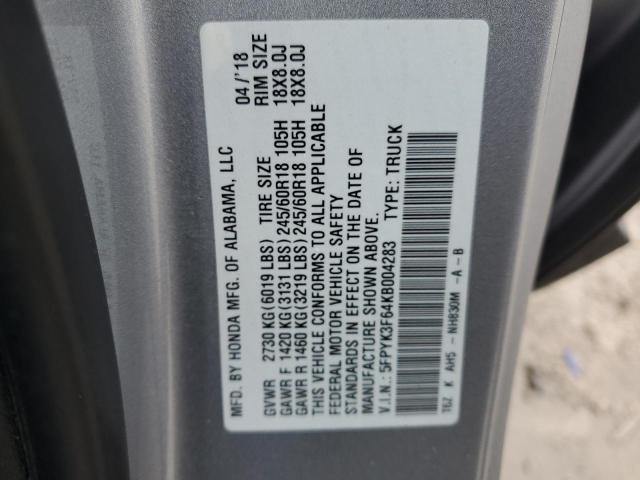 MFD. BY HONDA MFG. OF ALABAMA, LLC 04/'18
GVWR 2730 KG (6019 LBS) TIRE SIZE RIM SIZE
GAWR F 1420 KG (3131 LBS) 245/60R18 105H 18X8.0J
GAWR R 1460 KG (3219 LBS) 245/60R18 105H 18X8.0J
THIS VEHICLE CONFORMS TO ALL APPLICABLE
FEDERAL MOTOR VEHICLE SAFETY
STANDARDS IN EFFECT ON THE DATE OF
MANUFACTURE SHOWN ABOVE.
V.I.N.: 5FPYK3F64KB004283 TYPE: TRUCK
T6Z K AH5 - NH830M -A - B